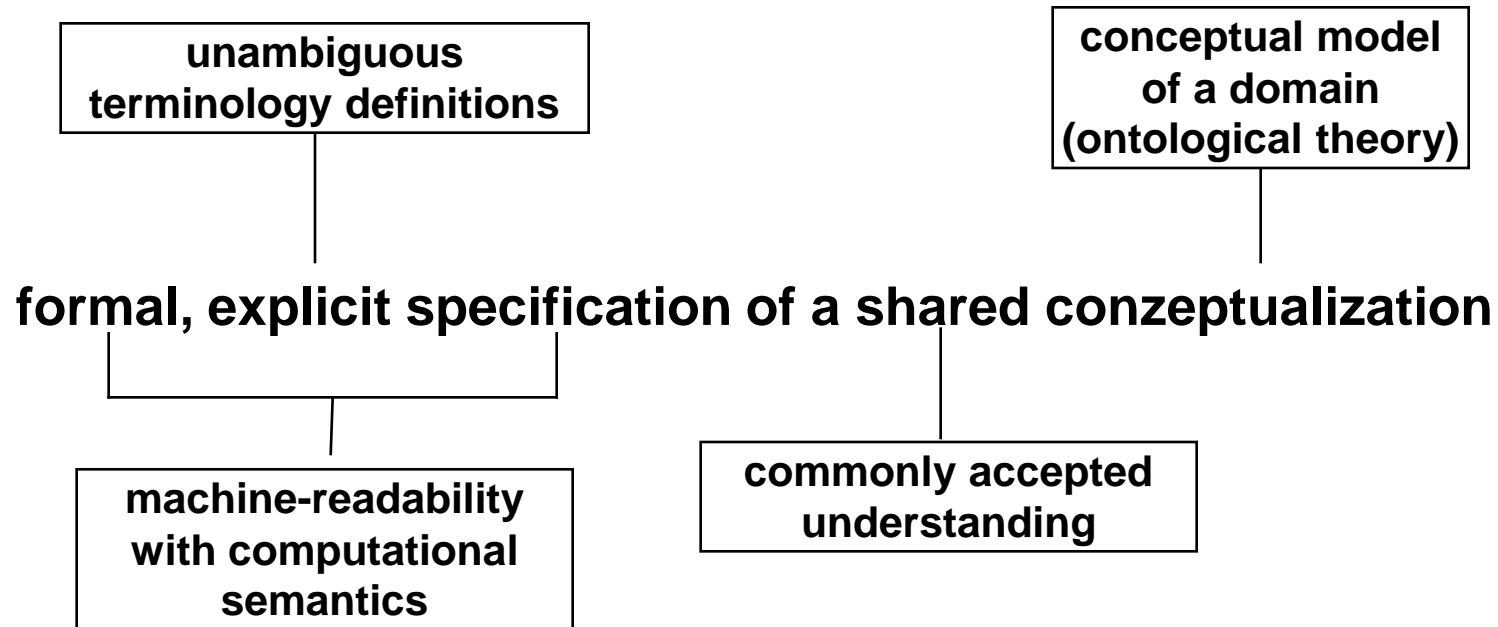 unambiguous
terminology definitions
conceptual model
of a domain
(ontological theory)
formal, explicit specification of a shared conzeptualization
machine-readability
with computational
semantics
commonly accepted
understanding